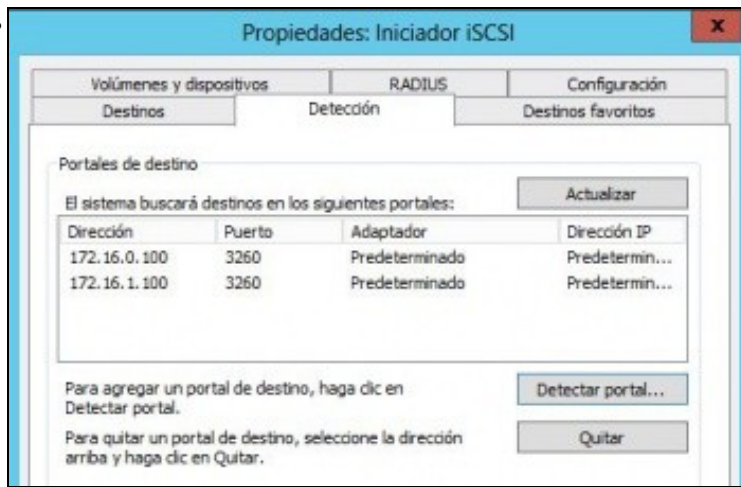 Propiedades: Iniciador iSCSI
x
Volúmenes y dispositivos RADIUS Configuración
Destinos Detección Destinos favoritos
Portales de destino
El sistema buscará destinos en los siguientes portales: Actualizar
Dirección Puerto Adaptador Dirección IP
172.16.0.100 3260 Predeterminado Predetermin...
172.16.1.100 3260 Predeterminado Predetermin...
Para agregar un portal de destino, haga clic en Detectar portal...
Detectar portal.
Para quitar un portal de destino, seleccione la dirección Quitar
arriba y haga clic en Quitar.